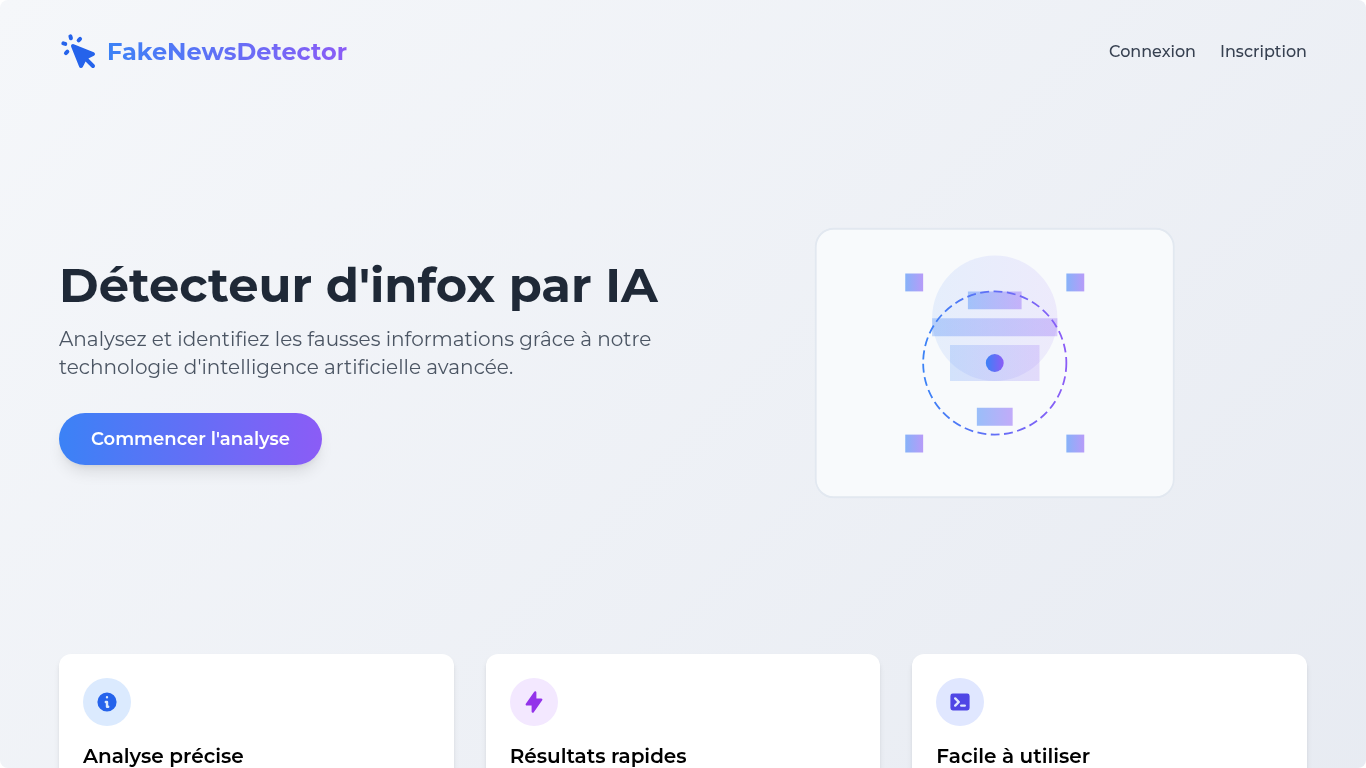 FakeNewsDetector
Connexion
Inscription
Détecteur d'infox par IA
Analysez et identifiez les fausses informations grâce à notre
technologie d'intelligence artificielle avancée.
Commencer l'analyse
Analyse précise
Résultats rapides
Facile à utiliser